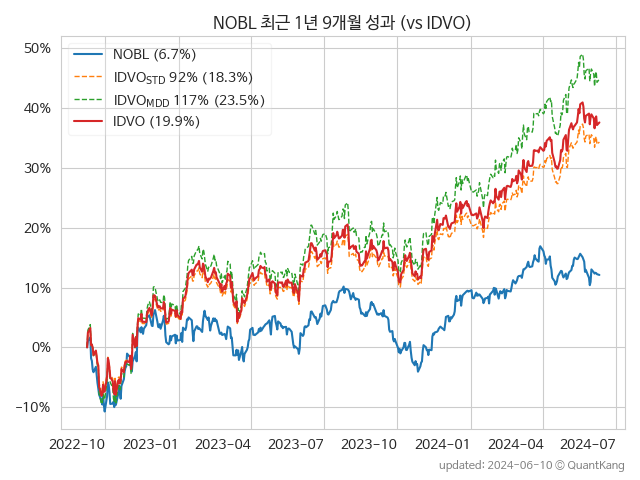 NOBL 최근 1년 9개월 성과 (vs IDVO)
50%
40%
30%
20%
10%
0%
−10%
NOBL (6.7%)
IDVOSTD 92% (18.3%)
IDVOMDD 117% (23.5%)
IDVO (19.9%)
2022-10 2023-01 2023-04 2023-07 2023-10 2024-01 2024-04 2024-07
updated: 2024-06-10 © QuantKang